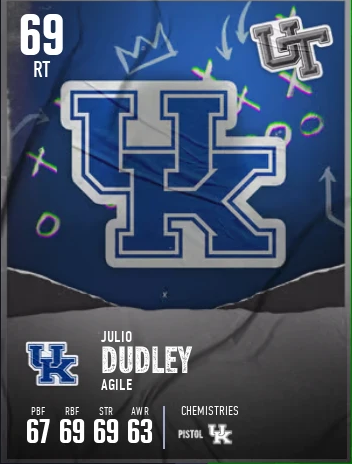 69
RT
UT
UK
JULIO
DUDLEY
AGILE
UK
PBF RBF STR AWR
67 69 69 63
CHEMISTRIES
PISTOL UK